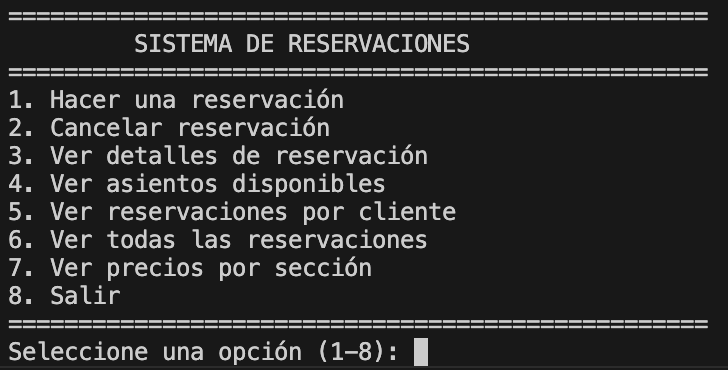 ==================================================
SISTEMA DE RESERVACIONES
==================================================
1. Hacer una reservación
2. Cancelar reservación
3. Ver detalles de reservación
4. Ver asientos disponibles
5. Ver reservaciones por cliente
6. Ver todas las reservaciones
7. Ver precios por sección
8. Salir
==================================================
Seleccione una opción (1-8):